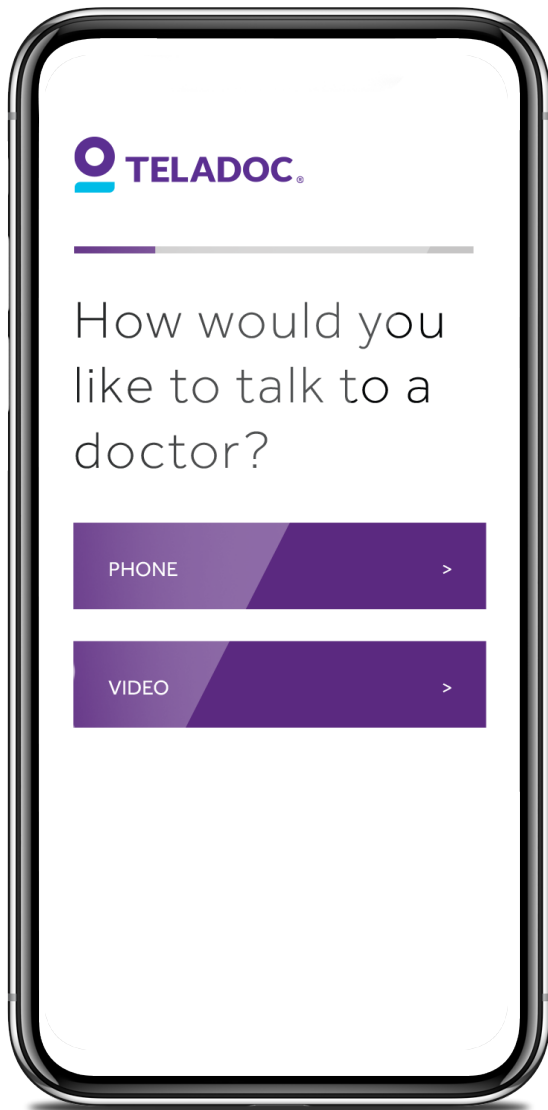 TELADOC®
How would you
like to talk to a
doctor?
PHONE >
VIDEO >